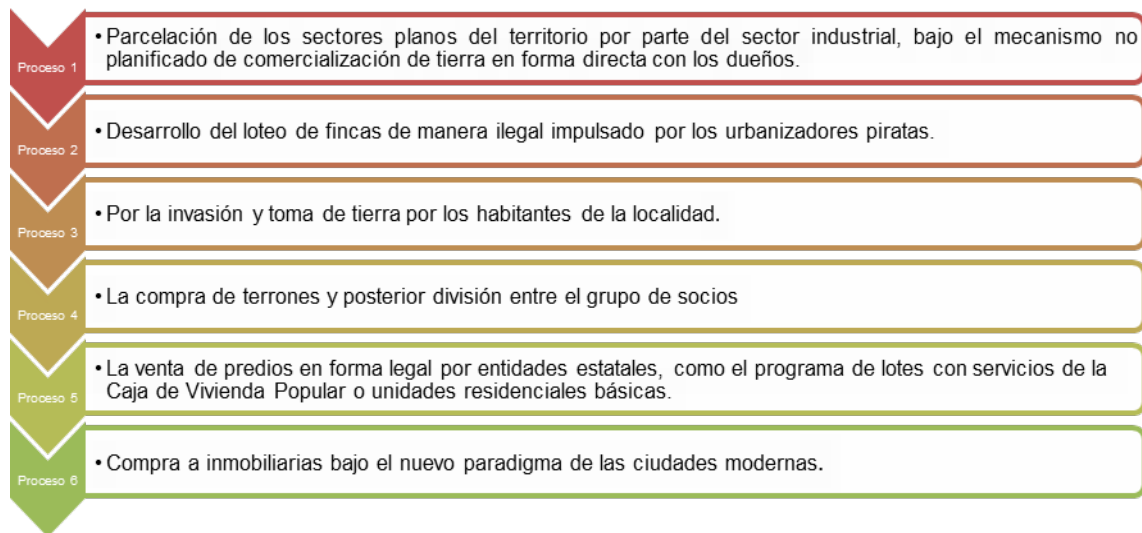 Proceso 1
• Parcelación de los sectores planos del territorio por parte del sector industrial, bajo el mecanismo no
planificado de comercialización de tierra en forma directa con los dueños.
Proceso 2
• Desarrollo del loteo de fincas de manera ilegal impulsado por los urbanizadores piratas.
Proceso 3
• Por la invasión y toma de tierra por los habitantes de la localidad.
Proceso 4
• La compra de terrones y posterior división entre el grupo de socios
Proceso 5
• La venta de predios en forma legal por entidades estatales, como el programa de lotes con servicios de la
Caja de Vivienda Popular o unidades residenciales básicas.
Proceso 6
• Compra a inmobiliarias bajo el nuevo paradigma de las ciudades modernas.